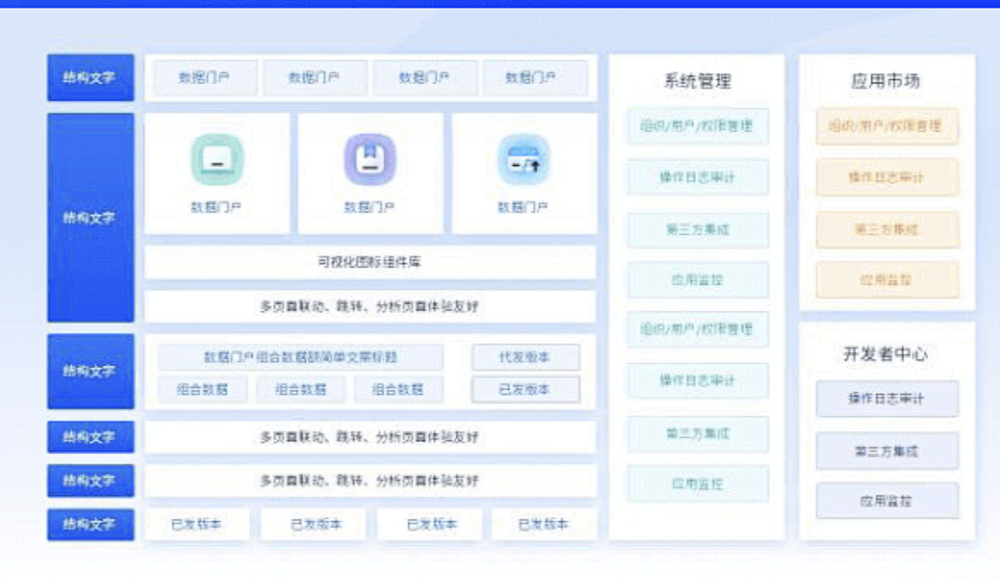 结构文字
数据门户 数据门户 数据门户 数据门户
结构文字
数据门户 数据门户 数据门户
可视化图标组件库
多页面联动、跳转、分析页面体验友好
结构文字
数据门户组合数据题简单文案标题 代发版本
组合数据 组合数据 组合数据 已发版本
结构文字
多页面联动、跳转、分析页面体验友好
结构文字
多页面联动、跳转、分析页面体验友好
结构文字
已发版本 已发版本 已发版本 已发版本
系统管理
组织/用户/权限管理
操作日志审计
第三方集成
应用监控
组织/用户/权限管理
操作日志审计
第三方集成
应用监控
应用市场
组织/用户/权限管理
操作日志审计
第三方集成
应用监控
开发者中心
操作日志审计
第三方集成
应用监控